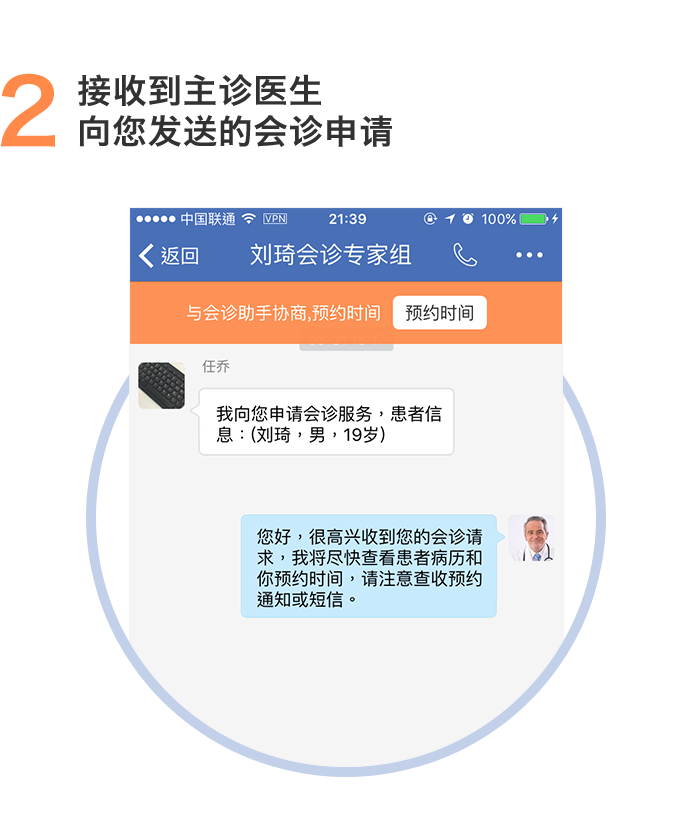 2
接收到主诊医生
向您发送的会诊申请
中国联通 VPN 21:39 100%
返回 刘琦会诊专家组
与会诊助手协商,预约时间 预约时间
任乔
我向您申请会诊服务，患者信
息：(刘琦，男，19岁)
您好，很高兴收到您的会诊请
求，我将尽快查看患者病历和
你预约时间，请注意查收预约
通知或短信。